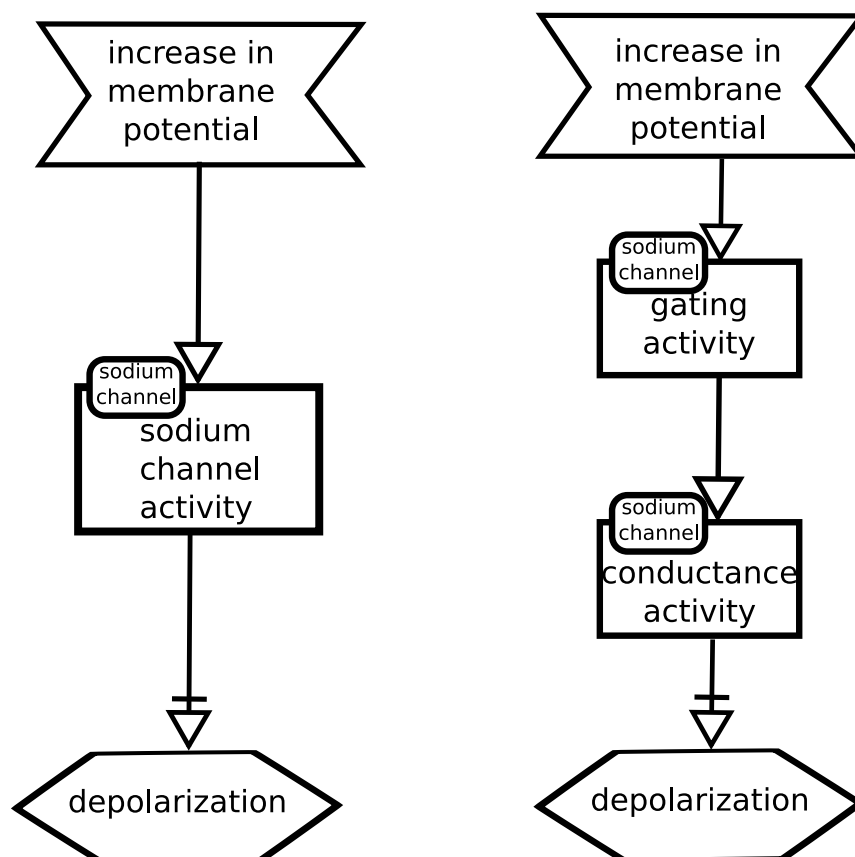 increase in
membrane
potential
sodium
channel
sodium
channel
activity
depolarization
increase in
membrane
potential
sodium
channel
gating
activity
sodium
channel
conductance
activity
depolarization